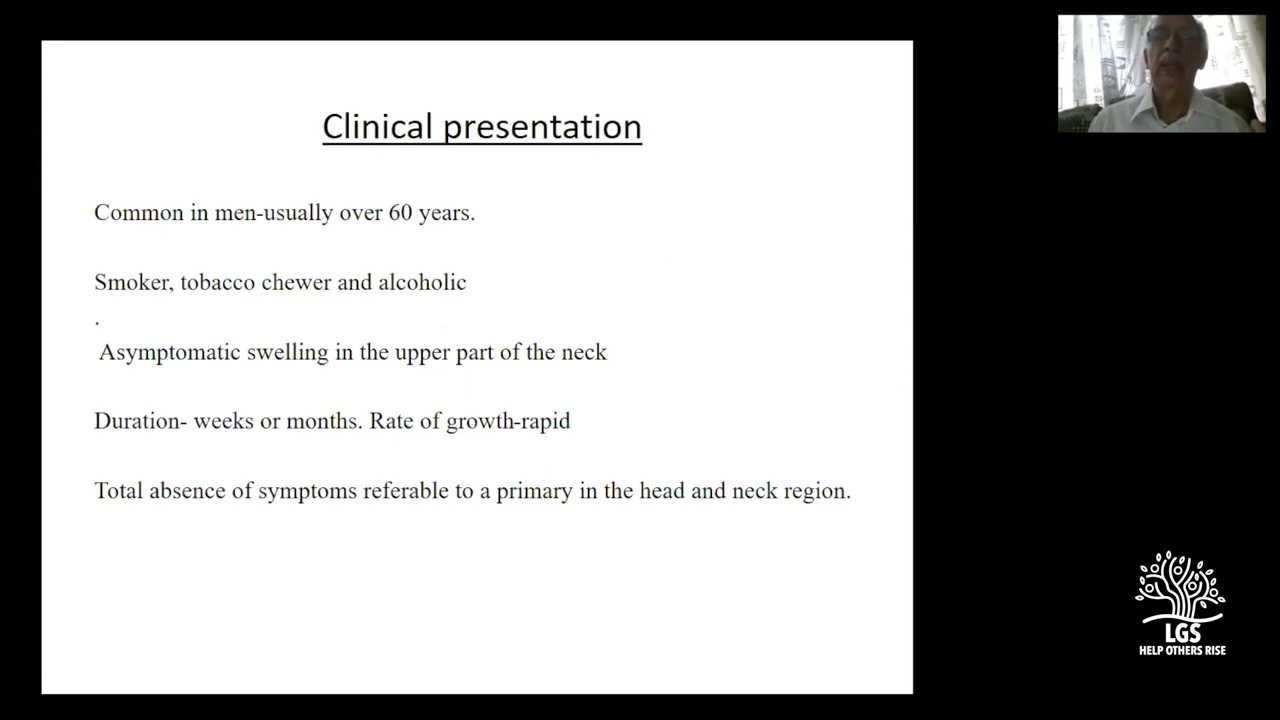 Clinical presentation
Common in men-usually over 60 years.
Smoker, tobacco chewer and alcoholic
.
Asymptomatic swelling in the upper part of the neck
Duration- weeks or months. Rate of growth-rapid
Total absence of symptoms referable to a primary in the head and neck region.
LGS
HELP OTHERS RISE